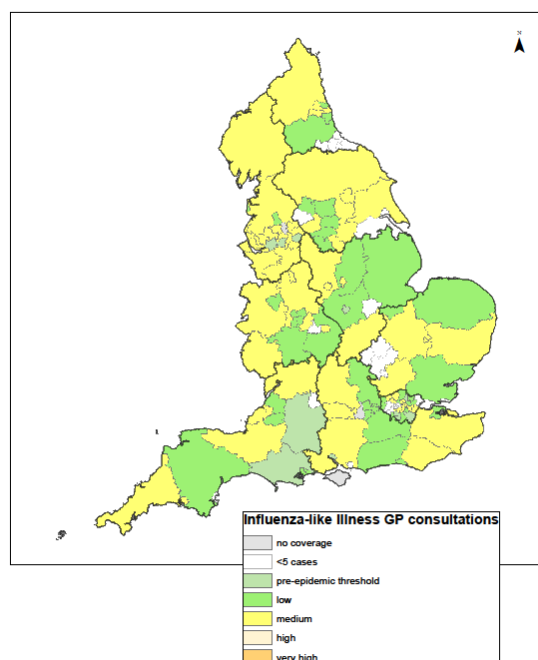 N
Influenza-like Illness GP consultations
no coverage
<5 cases
pre-epidemic threshold
low
medium
high
very high